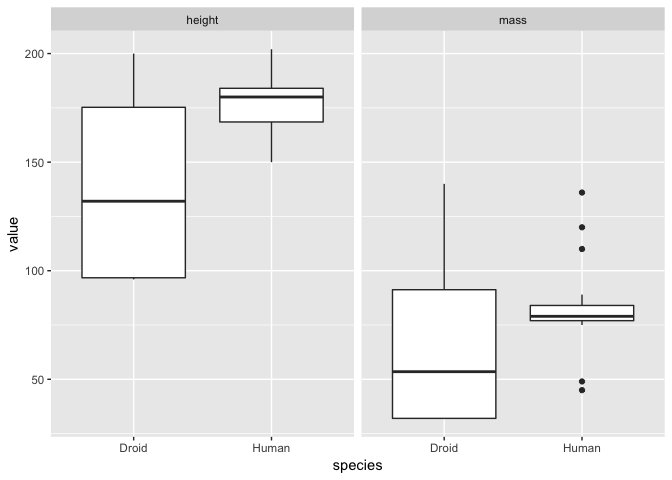 height mass
200
150
100
50
value
Droid Human Droid Human
species